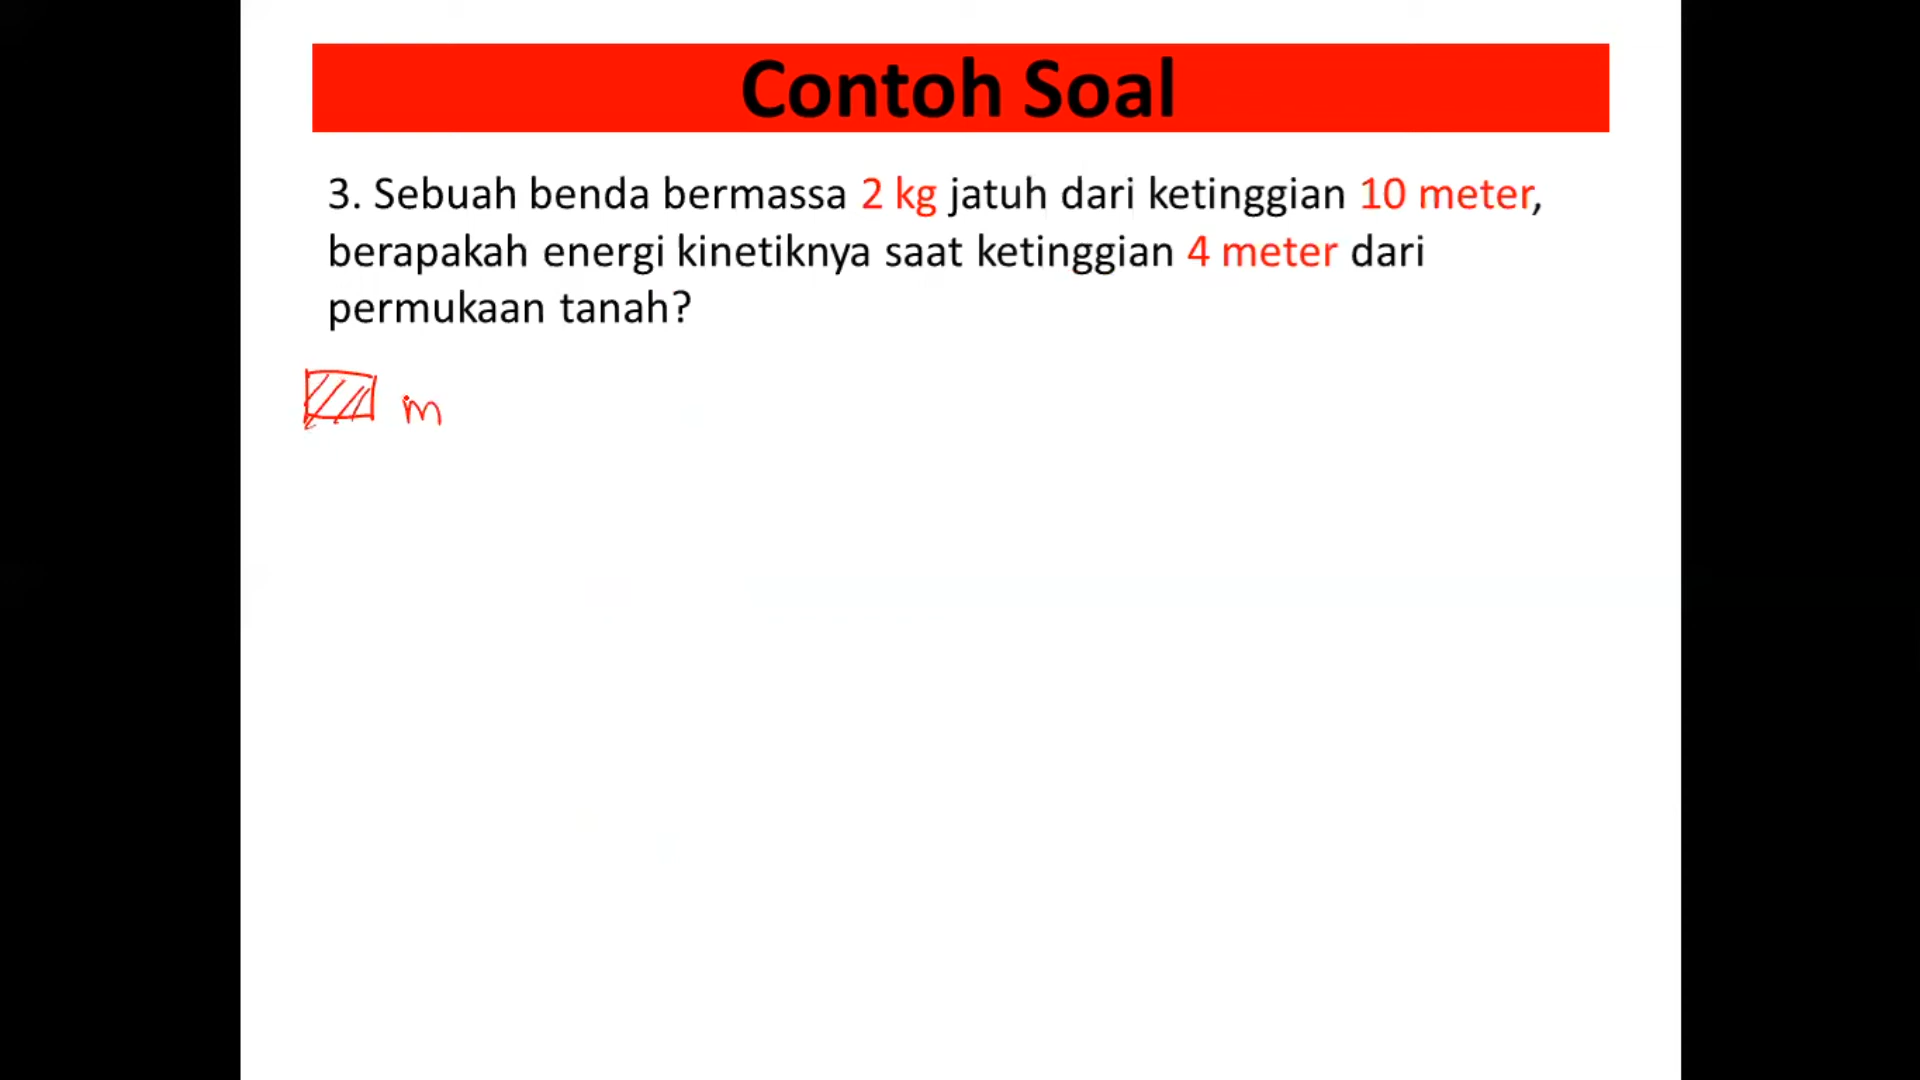 Contoh Soal
3. Sebuah benda bermassa 2 kg jatuh dari ketinggian 10 meter,
berapakah energi kinetiknya saat ketinggian 4 meter dari
permukaan tanah?
m